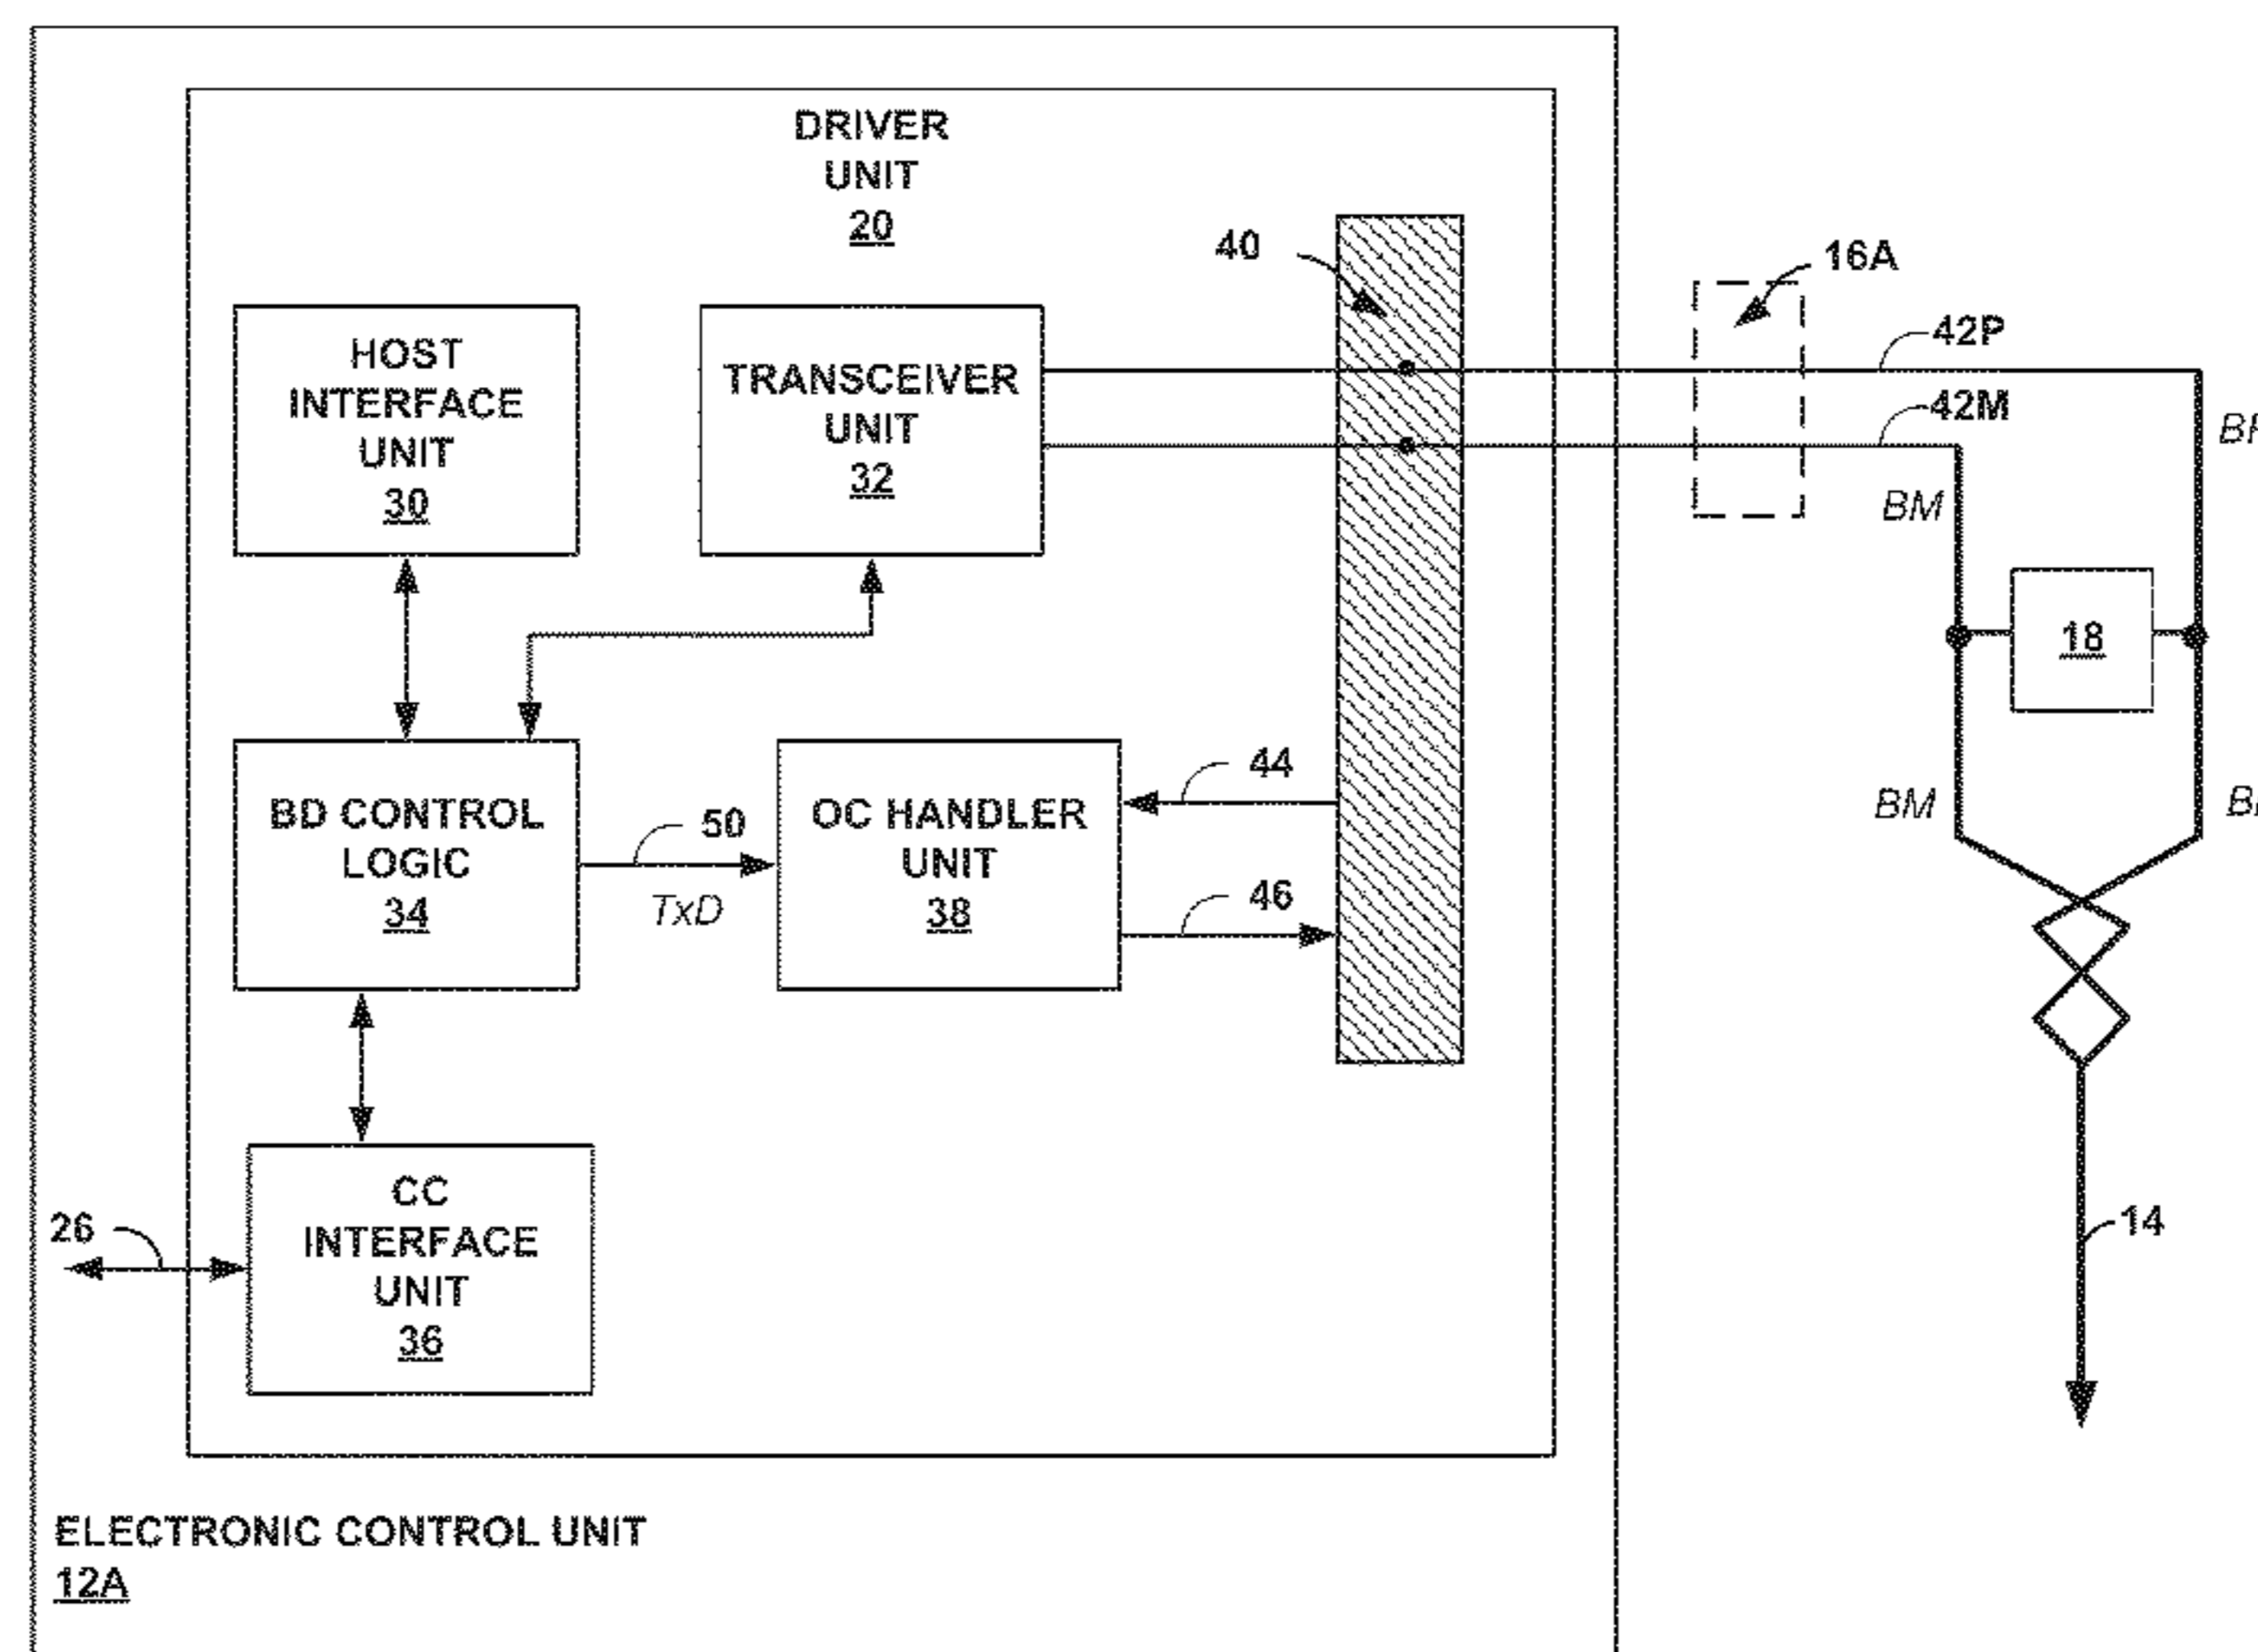 DRIVER
UNIT
20
40
16A
42P
42M
HOST
INTERFACE
UNIT
30
TRANSCEIVER
UNIT
32
BM
18
44
BM
BD CONTROL
LOGIC
34
50
TxD
OC HANDLER
UNIT
38
46
CC
INTERFACE
UNIT
36
26
14
ELECTRONIC CONTROL UNIT
12A